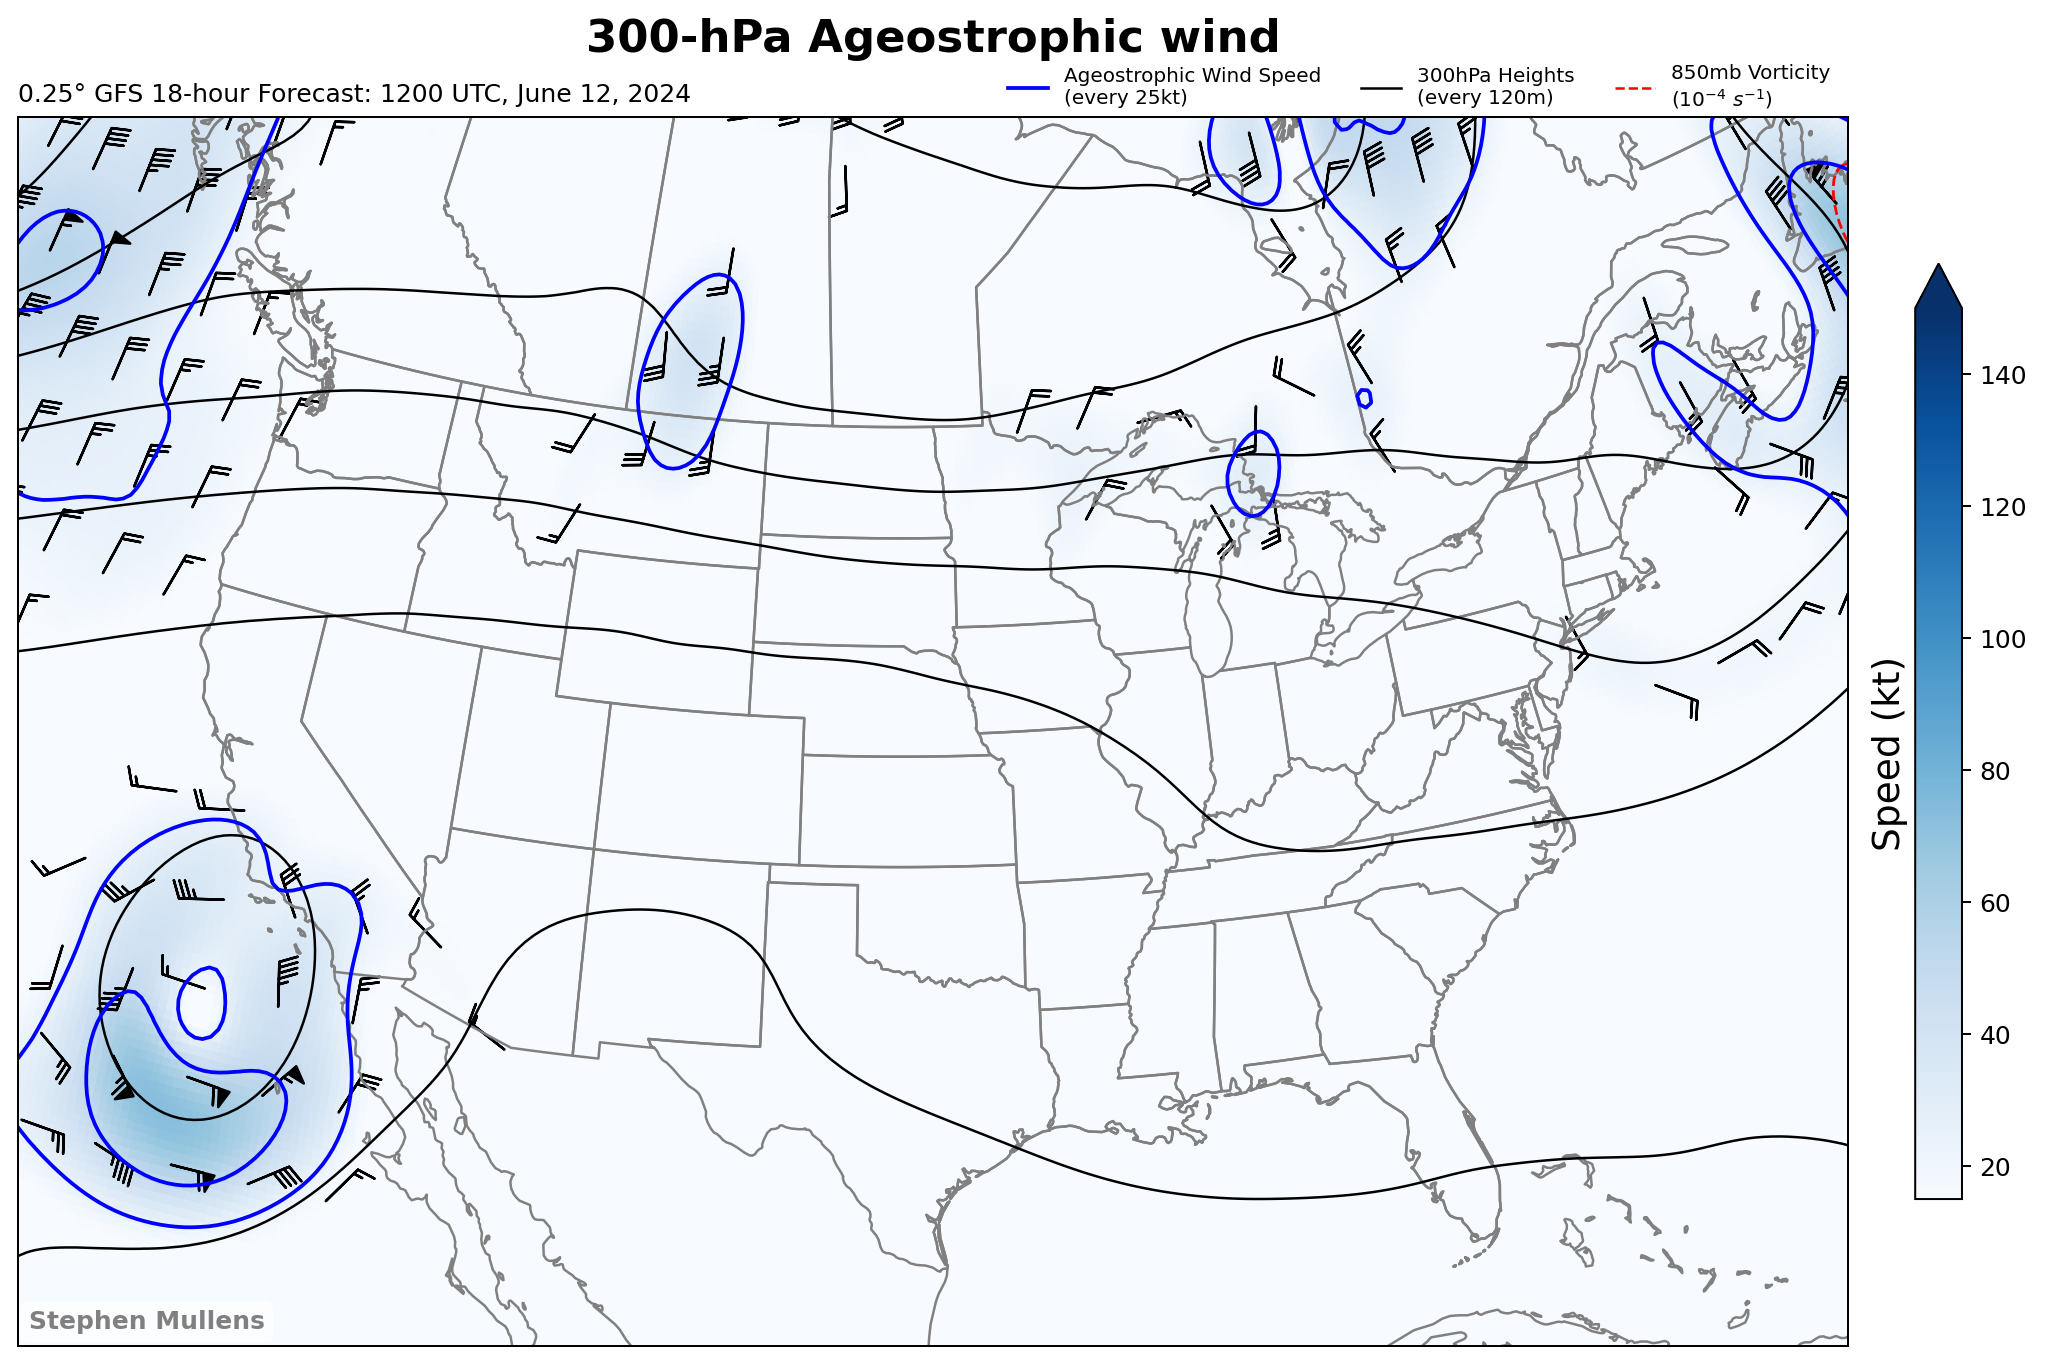 300-hPa Ageostrophic wind
0.25° GFS 18-hour Forecast: 1200 UTC, June 12, 2024
Ageostrophic Wind Speed
(every 25kt)
300hPa Heights
(every 120m)
850mb Vorticity
(10⁻⁴ s⁻¹)
140
120
100
80
60
40
20
Speed (kt)
Stephen Mullens